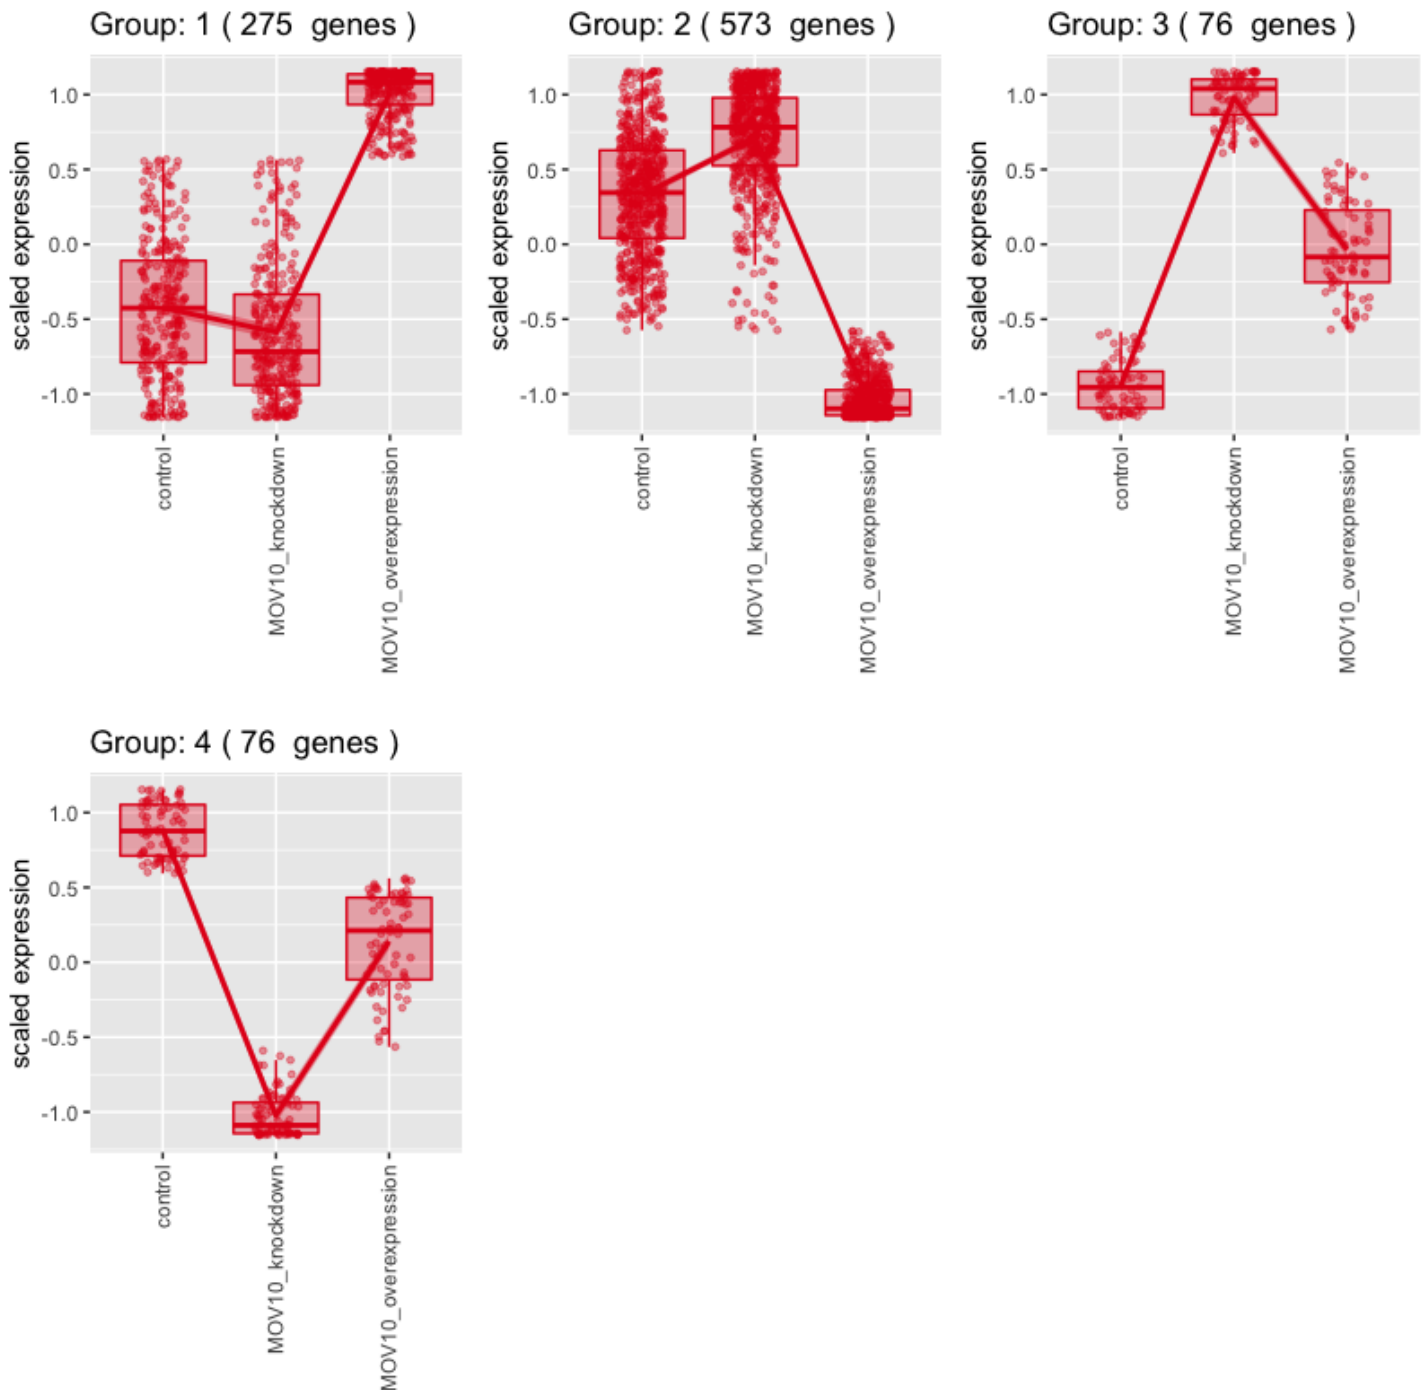 Group: 1 ( 275  genes )
scaled expression
1.0
0.5
0.0
-0.5
-1.0
control
MOV10_knockdown
MOV10_overexpression
Group: 2 ( 573  genes )
scaled expression
1.0
0.5
0.0
-0.5
-1.0
control
MOV10_knockdown
MOV10_overexpression
Group: 3 ( 76  genes )
scaled expression
1.0
0.5
0.0
-0.5
-1.0
control
MOV10_knockdown
MOV10_overexpression
Group: 4 ( 76  genes )
scaled expression
1.0
0.5
0.0
-0.5
-1.0
control
MOV10_knockdown
MOV10_overexpression